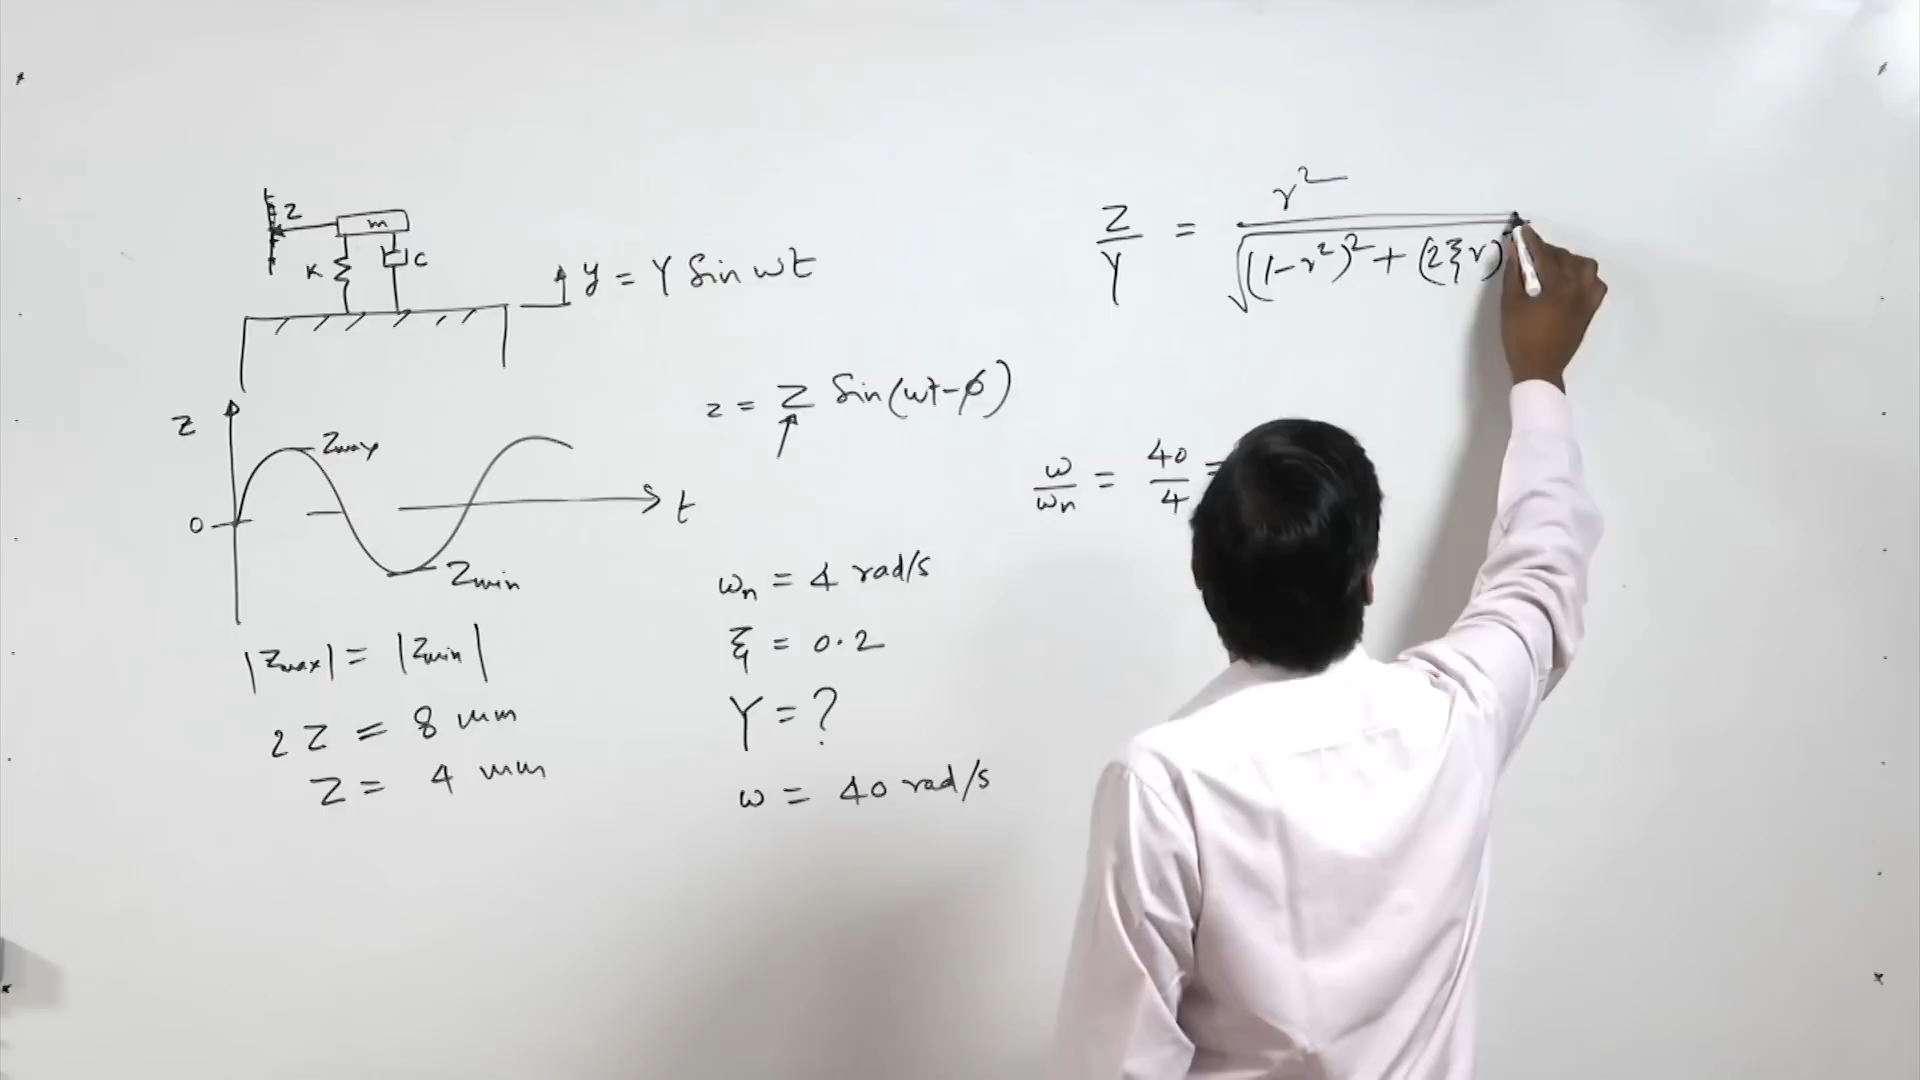 z
m
K
C
y = Y Sin ωt
z
Zmax
0
t
Zmin
|Zmax| = |Zmin|
2 Z = 8 mm
Z = 4 mm
z = Z Sin(ωt-φ)
ωn = 4 rad/s
ξ = 0.2
Y = ?
ω = 40 rad/s
Z/Y = r²/√((1-r²)²+(2ξr)
ω/ωn = 40/4 =